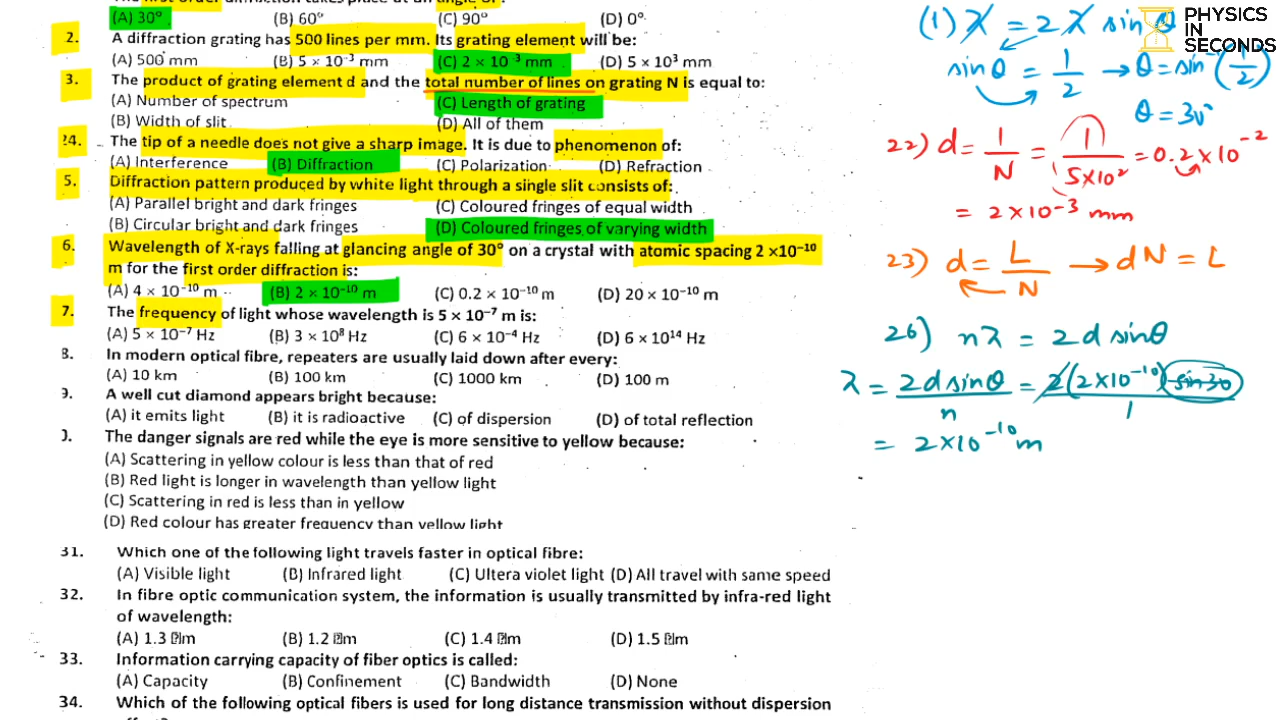 The first order diffraction takes place at an angle of:
(A) 30° (B) 60° (C) 90° (D) 0°
2. A diffraction grating has 500 lines per mm. Its grating element will be:
(A) 500 mm (B) 5 × 10⁻³ mm (C) 2 × 10⁻³ mm (D) 5 × 10³ mm
3. The product of grating element d and the total number of lines on grating N is equal to:
(A) Number of spectrum (C) Length of grating
(B) Width of slit (D) All of them
24. The tip of a needle does not give a sharp image. It is due to phenomenon of:
(A) Interference (B) Diffraction (C) Polarization (D) Refraction
5. Diffraction pattern produced by white light through a single slit consists of:
(A) Parallel bright and dark fringes (C) Coloured fringes of equal width
(B) Circular bright and dark fringes (D) Coloured fringes of varying width
6. Wavelength of X-rays falling at glancing angle of 30° on a crystal with atomic spacing 2 ×10⁻¹⁰
m for the first order diffraction is:
(A) 4 × 10⁻¹⁰ m (B) 2 × 10⁻¹⁰ m (C) 0.2 × 10⁻¹⁰ m (D) 20 × 10⁻¹⁰ m
7. The frequency of light whose wavelength is 5 × 10⁻⁷ m is:
(A) 5 × 10⁻⁷ Hz (B) 3 × 10⁸ Hz (C) 6 × 10⁻⁴ Hz (D) 6 × 10¹⁴ Hz
8. In modern optical fibre, repeaters are usually laid down after every:
(A) 10 km (B) 100 km (C) 1000 km (D) 100 m
9. A well cut diamond appears bright because:
(A) it emits light (B) it is radioactive (C) of dispersion (D) of total reflection
). The danger signals are red while the eye is more sensitive to yellow because:
(A) Scattering in yellow colour is less than that of red
(B) Red light is longer in wavelength than yellow light
(C) Scattering in red is less than in yellow
(D) Red colour has greater frequency than yellow light
31. Which one of the following light travels faster in optical fibre:
(A) Visible light (B) Infrared light (C) Ultera violet light (D) All travel with same speed
32. In fibre optic communication system, the information is usually transmitted by infra-red light
of wavelength:
(A) 1.3 m (B) 1.2 m (C) 1.4 m (D) 1.5 m
33. Information carrying capacity of fiber optics is called:
(A) Capacity (B) Confinement (C) Bandwidth (D) None
34. Which of the following optical fibers is used for long distance transmission without dispersion
PHYSICS
IN
SECONDS
(1) λ = 2λ sinθ
sinθ = 1/2 → θ = sin⁻¹(1/2)
θ = 30°
22) d = 1/N = 1/5×10² = 0.2×10⁻²
= 2×10⁻³ mm
23) d = L/N → dN = L
26) nλ = 2d sinθ
λ = 2d sinθ/n = 2(2×10⁻¹⁰) sin30/1
= 2×10⁻¹⁰ m